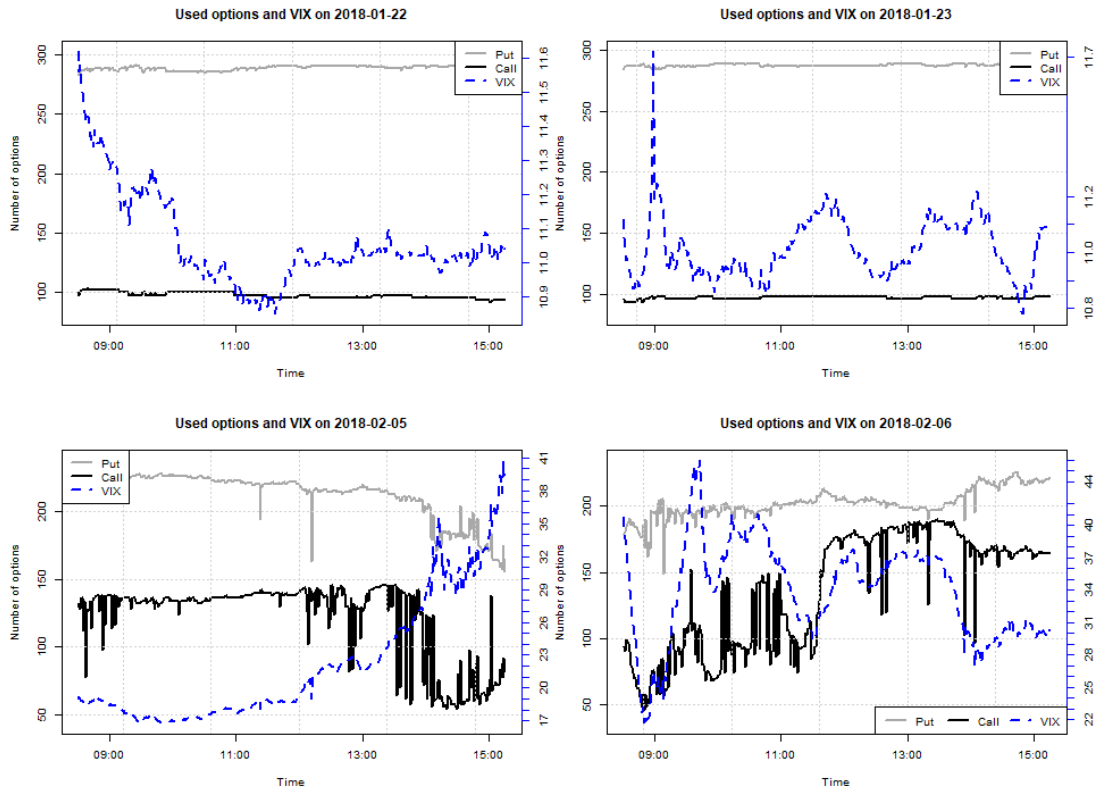 Used options and VIX on 2018-01-22
Put
Call
VIX
Number of options
300
250
200
150
100
11.6
11.5
11.4
11.3
11.2
11.1
11.0
10.9
09:00 11:00 13:00 15:00
Time
Used options and VIX on 2018-01-23
Put
Call
VIX
Number of options
300
250
200
150
100
11.7
11.2
11.0
10.8
09:00 11:00 13:00 15:00
Time
Used options and VIX on 2018-02-05
Put
Call
VIX
Number of options
200
150
100
50
41
38
35
32
29
26
23
20
17
09:00 11:00 13:00 15:00
Time
Used options and VIX on 2018-02-06
Put Call VIX
Number of options
200
150
100
50
44
40
37
34
31
28
25
22
09:00 11:00 13:00 15:00
Time